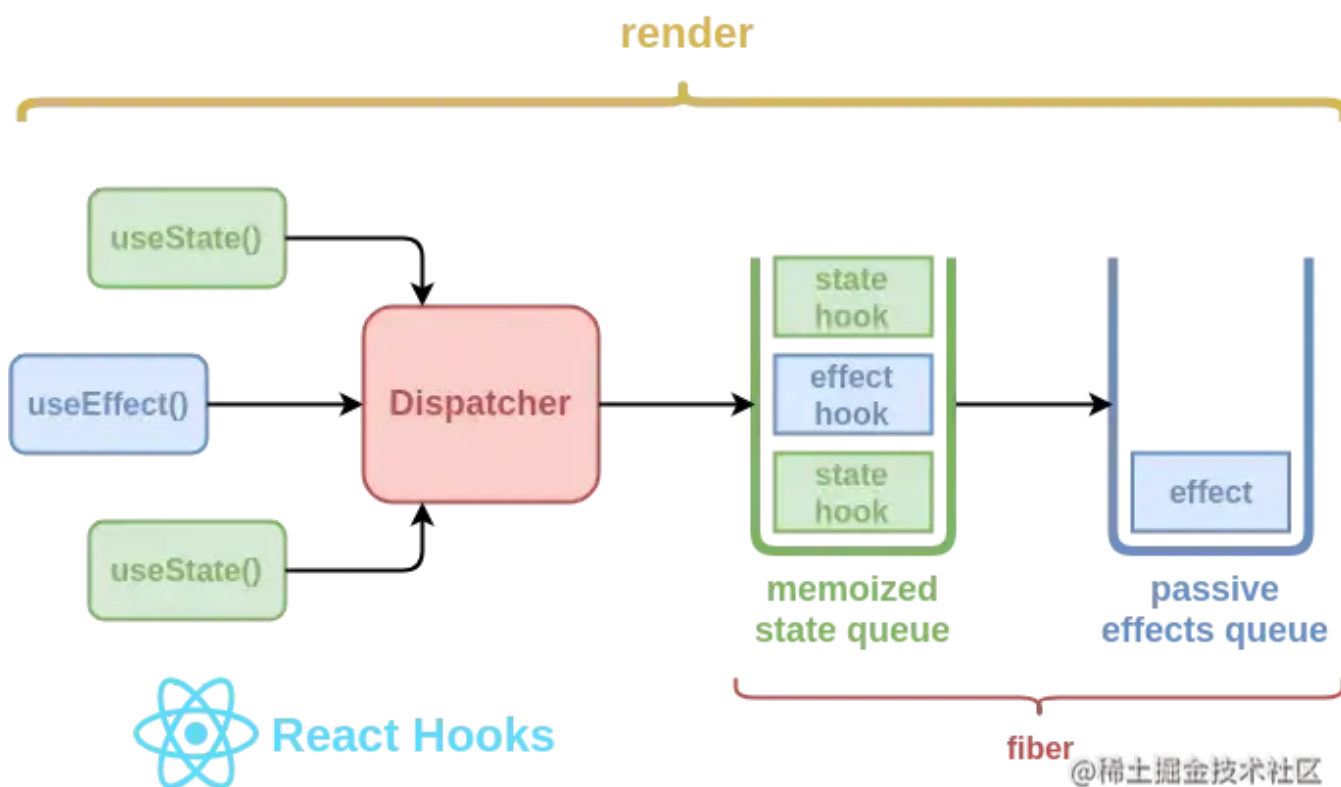 render
useState()
useEffect()
useState()
Dispatcher
state
hook
effect
hook
state
hook
effect
memoized
state queue
passive
effects queue
React Hooks
fiber
@稀土掘金技术社区